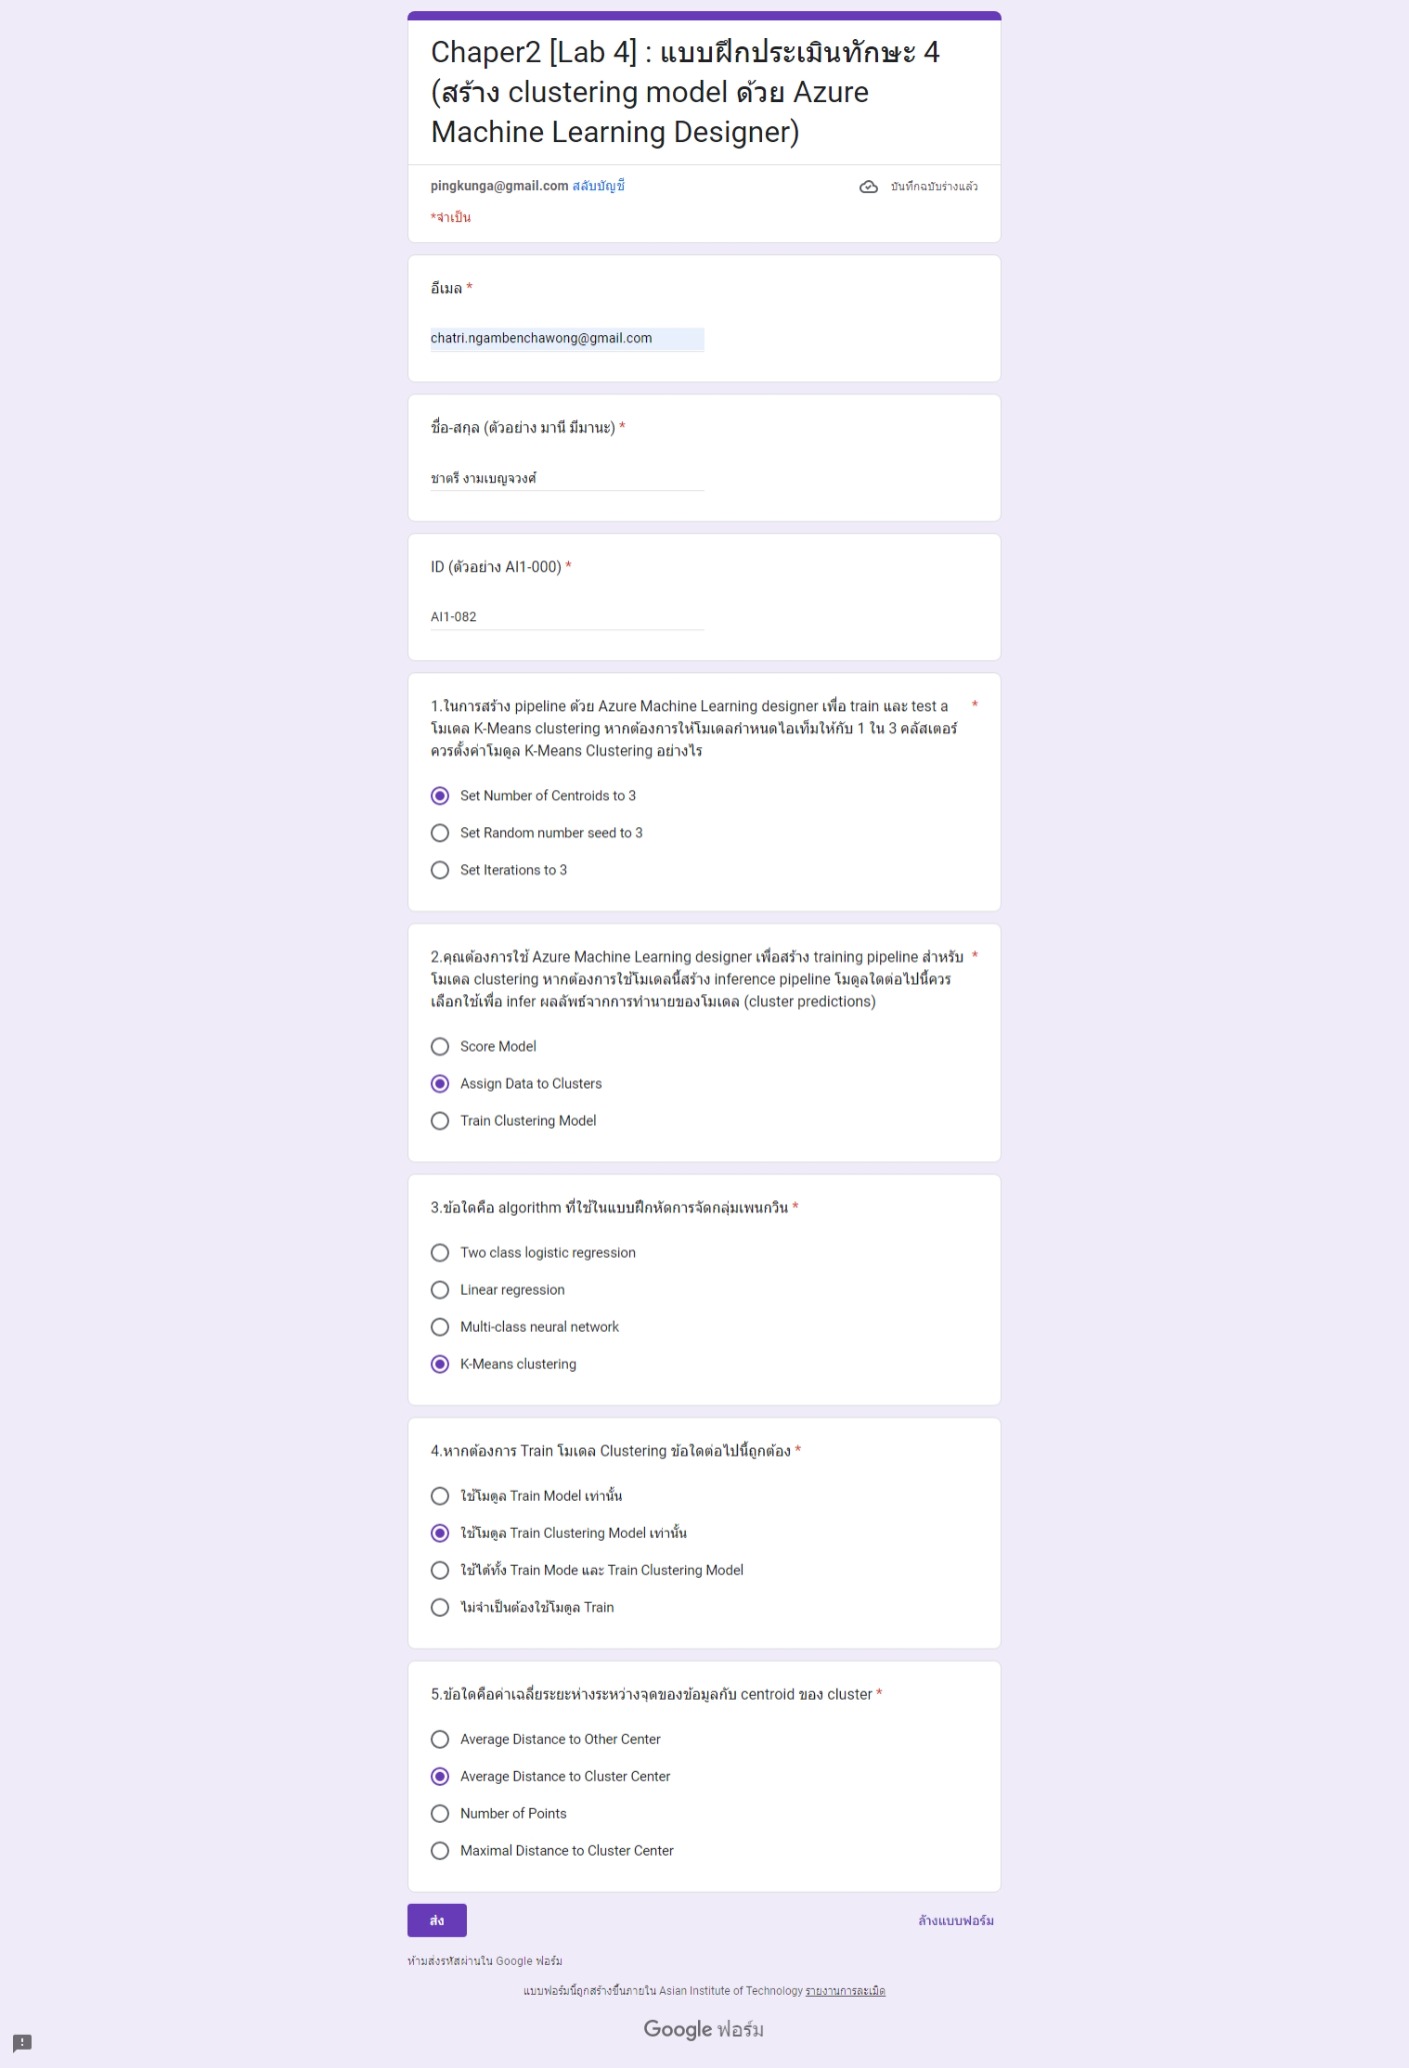 Chaper2 [Lab 4] : แบบฝึกประเมินทักษะ 4
(สร้าง clustering model ด้วย Azure
Machine Learning Designer)
pingkunga@gmail.com สลับบัญชี
บันทึกฉบับร่างแล้ว
*จำเป็น
อีเมล *
chatri.ngambenchawong@gmail.com
ชื่อ-สกุล (ตัวอย่าง มานี มีมานะ) *
ชาตรี งามเบญจวงศ์
ID (ตัวอย่าง AI1-000) *
AI1-082
1.ในการสร้าง pipeline ด้วย Azure Machine Learning designer เพื่อ train และ test a *
โมเดล K-Means clustering หากต้องการให้โมเดลกำหนดไอเท็มให้กับ 1 ใน 3 คลัสเตอร์
ควรตั้งค่าโมดูล K-Means Clustering อย่างไร
Set Number of Centroids to 3
Set Random number seed to 3
Set Iterations to 3
2.คุณต้องการใช้ Azure Machine Learning designer เพื่อสร้าง training pipeline สำหรับ *
โมเดล clustering หากต้องการใช้โมเดลนี้สร้าง inference pipeline โมดูลใดต่อไปนี้ควร
เลือกใช้เพื่อ infer ผลลัพธ์จากการทำนายของโมเดล (cluster predictions)
Score Model
Assign Data to Clusters
Train Clustering Model
3.ข้อใดคือ algorithm ที่ใช้ในแบบฝึกหัดการจัดกลุ่มเพนกวิน *
Two class logistic regression
Linear regression
Multi-class neural network
K-Means clustering
4.หากต้องการ Train โมเดล Clustering ข้อใดต่อไปนี้ถูกต้อง *
ใช้โมดูล Train Model เท่านั้น
ใช้โมดูล Train Clustering Model เท่านั้น
ใช้ได้ทั้ง Train Mode และ Train Clustering Model
ไม่จำเป็นต้องใช้โมดูล Train
5.ข้อใดคือค่าเฉลี่ยระยะห่างระหว่างจุดของข้อมูลกับ centroid ของ cluster *
Average Distance to Other Center
Average Distance to Cluster Center
Number of Points
Maximal Distance to Cluster Center
ส่ง
ล้างแบบฟอร์ม
ห้ามส่งรหัสผ่านใน Google ฟอร์ม
แบบฟอร์มนี้ถูกสร้างขึ้นภายใน Asian Institute of Technology รายงานการละเมิด
Google ฟอร์ม